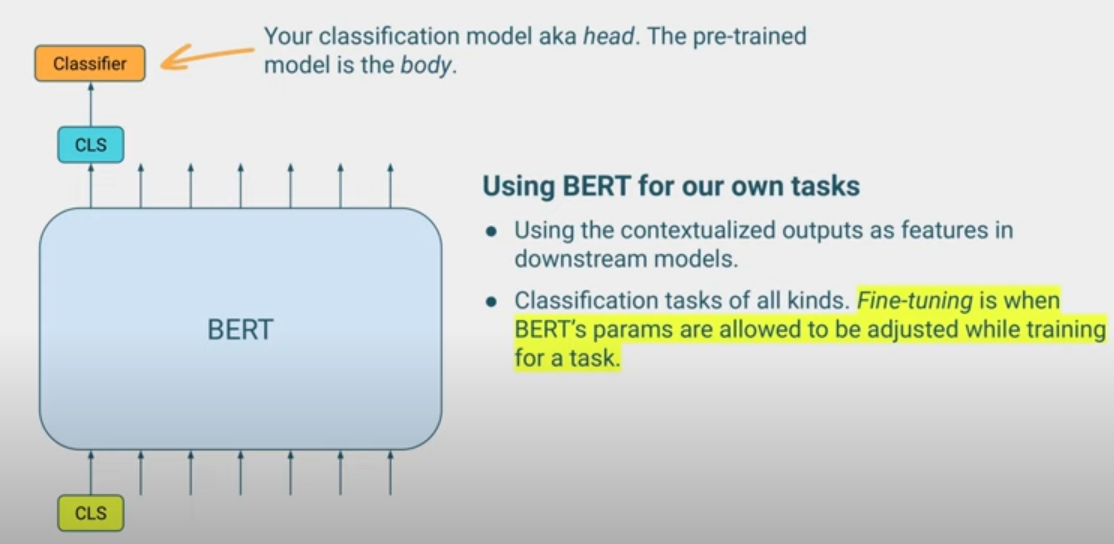 Your classification model aka head. The pre-trained
model is the body.
Classifier
CLS
Using BERT for our own tasks
● Using the contextualized outputs as features in
downstream models.
● Classification tasks of all kinds. Fine-tuning is when
BERT's params are allowed to be adjusted while training
for a task.
BERT
CLS